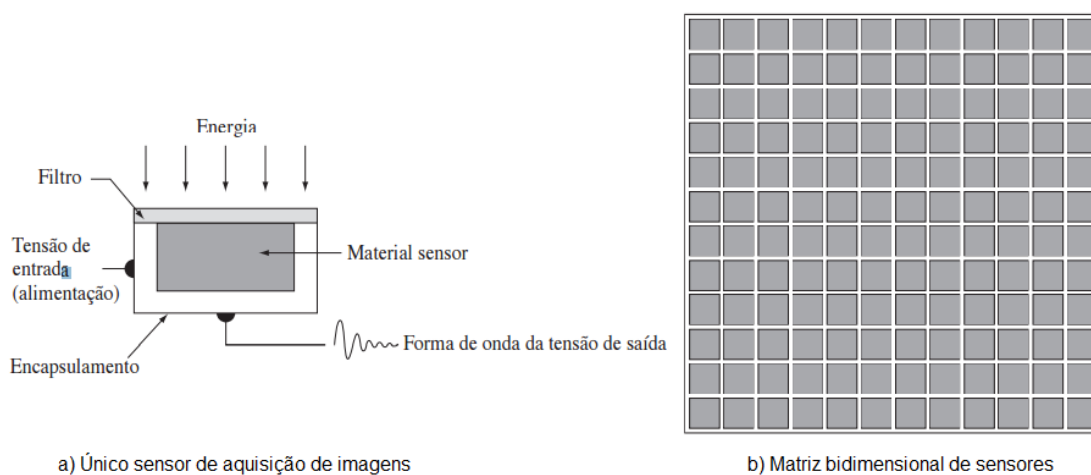 Energia
Filtro
Tensão de
entrada
(alimentação)
Material sensor
Encapsulamento
Forma de onda da tensão de saída
a) Único sensor de aquisição de imagens
b) Matriz bidimensional de sensores